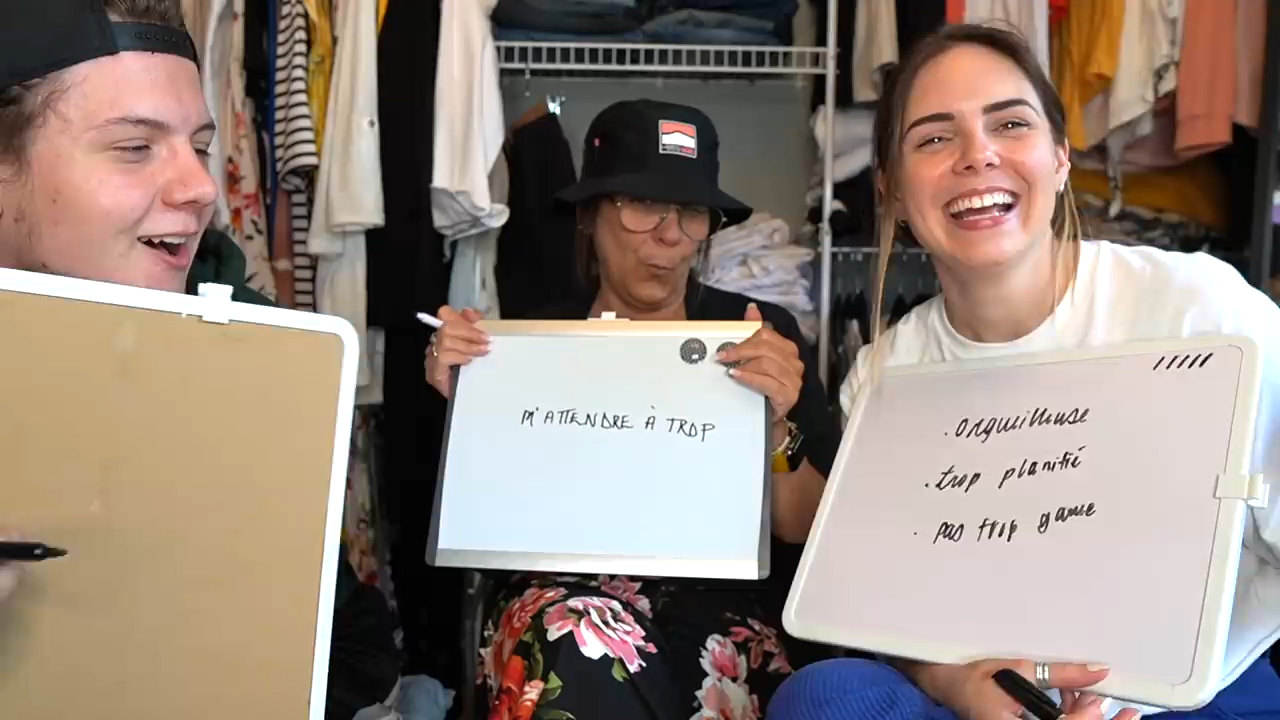 M'ATTENDRE À TROP
. orgueilleuse
. trop planifié
. pas trop game